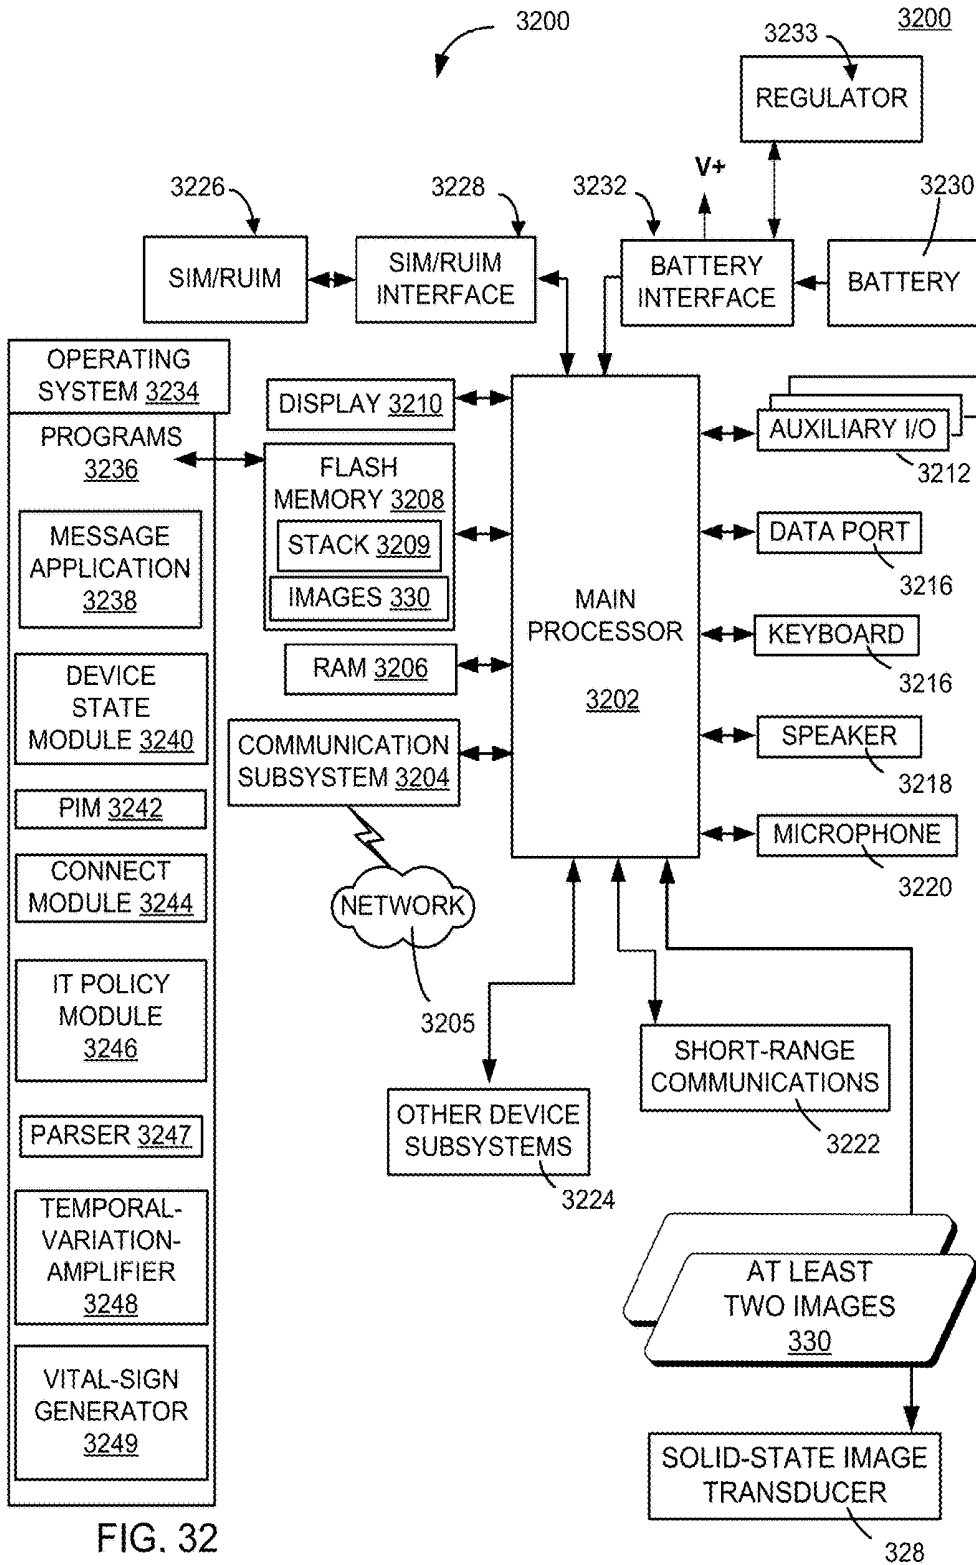 3200
3200
3233
REGULATOR
V+
3226
3228
3232
3230
SIM/RUIM
SIM/RUIM
INTERFACE
BATTERY
INTERFACE
BATTERY
OPERATING
SYSTEM 3234
PROGRAMS
3236
MESSAGE
APPLICATION
3238
DEVICE
STATE
MODULE 3240
PIM 3242
CONNECT
MODULE 3244
IT POLICY
MODULE
3246
PARSER 3247
TEMPORAL-
VARIATION-
AMPLIFIER
3248
VITAL-SIGN
GENERATOR
3249
DISPLAY 3210
FLASH
MEMORY 3208
STACK 3209
IMAGES 330
RAM 3206
COMMUNICATION
SUBSYSTEM 3204
NETWORK
3205
MAIN
PROCESSOR
3202
AUXILIARY I/O
3212
DATA PORT
3216
KEYBOARD
3216
SPEAKER
3218
MICROPHONE
3220
SHORT-RANGE
COMMUNICATIONS
3222
OTHER DEVICE
SUBSYSTEMS
3224
AT LEAST
TWO IMAGES
330
SOLID-STATE IMAGE
TRANSDUCER
328
FIG. 32